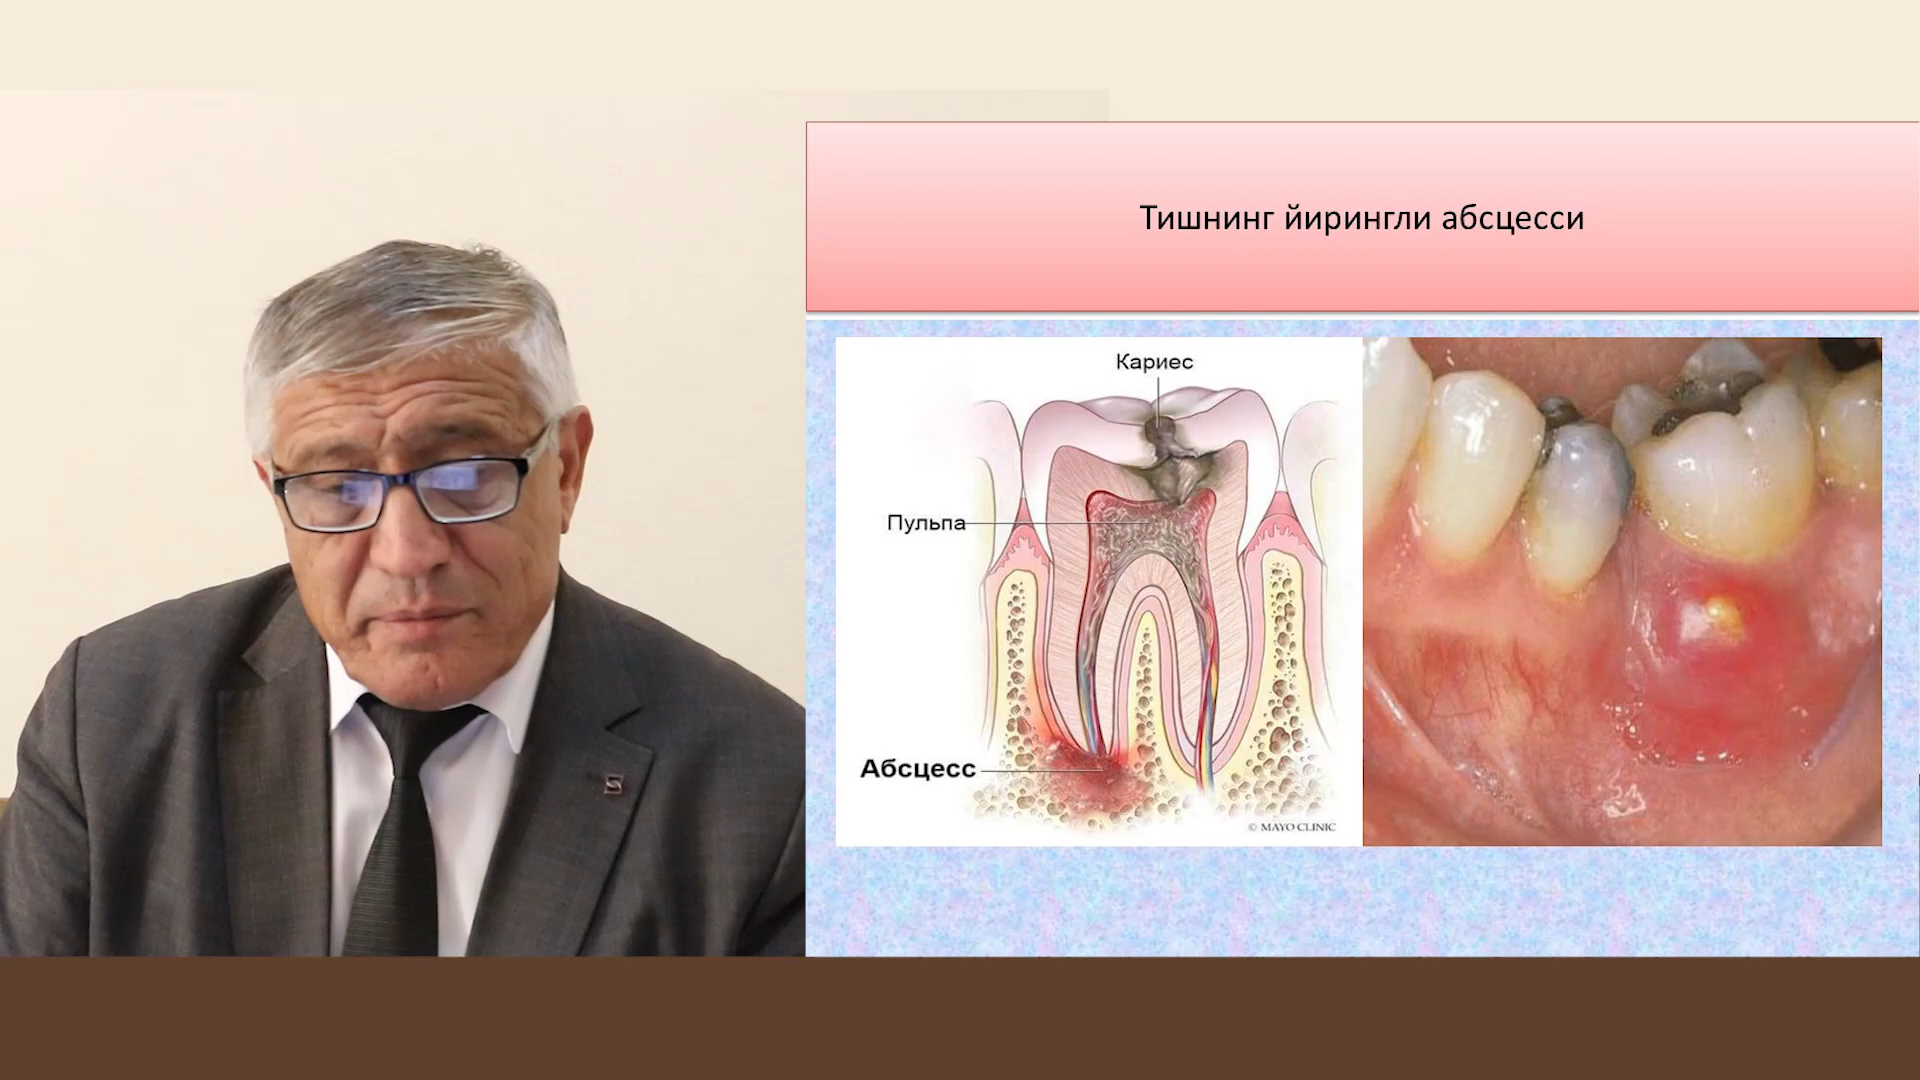 Тишнинг йирингли абсцесси
Кариес
Пульпа
Абсцесс
© MAYO CLINIC